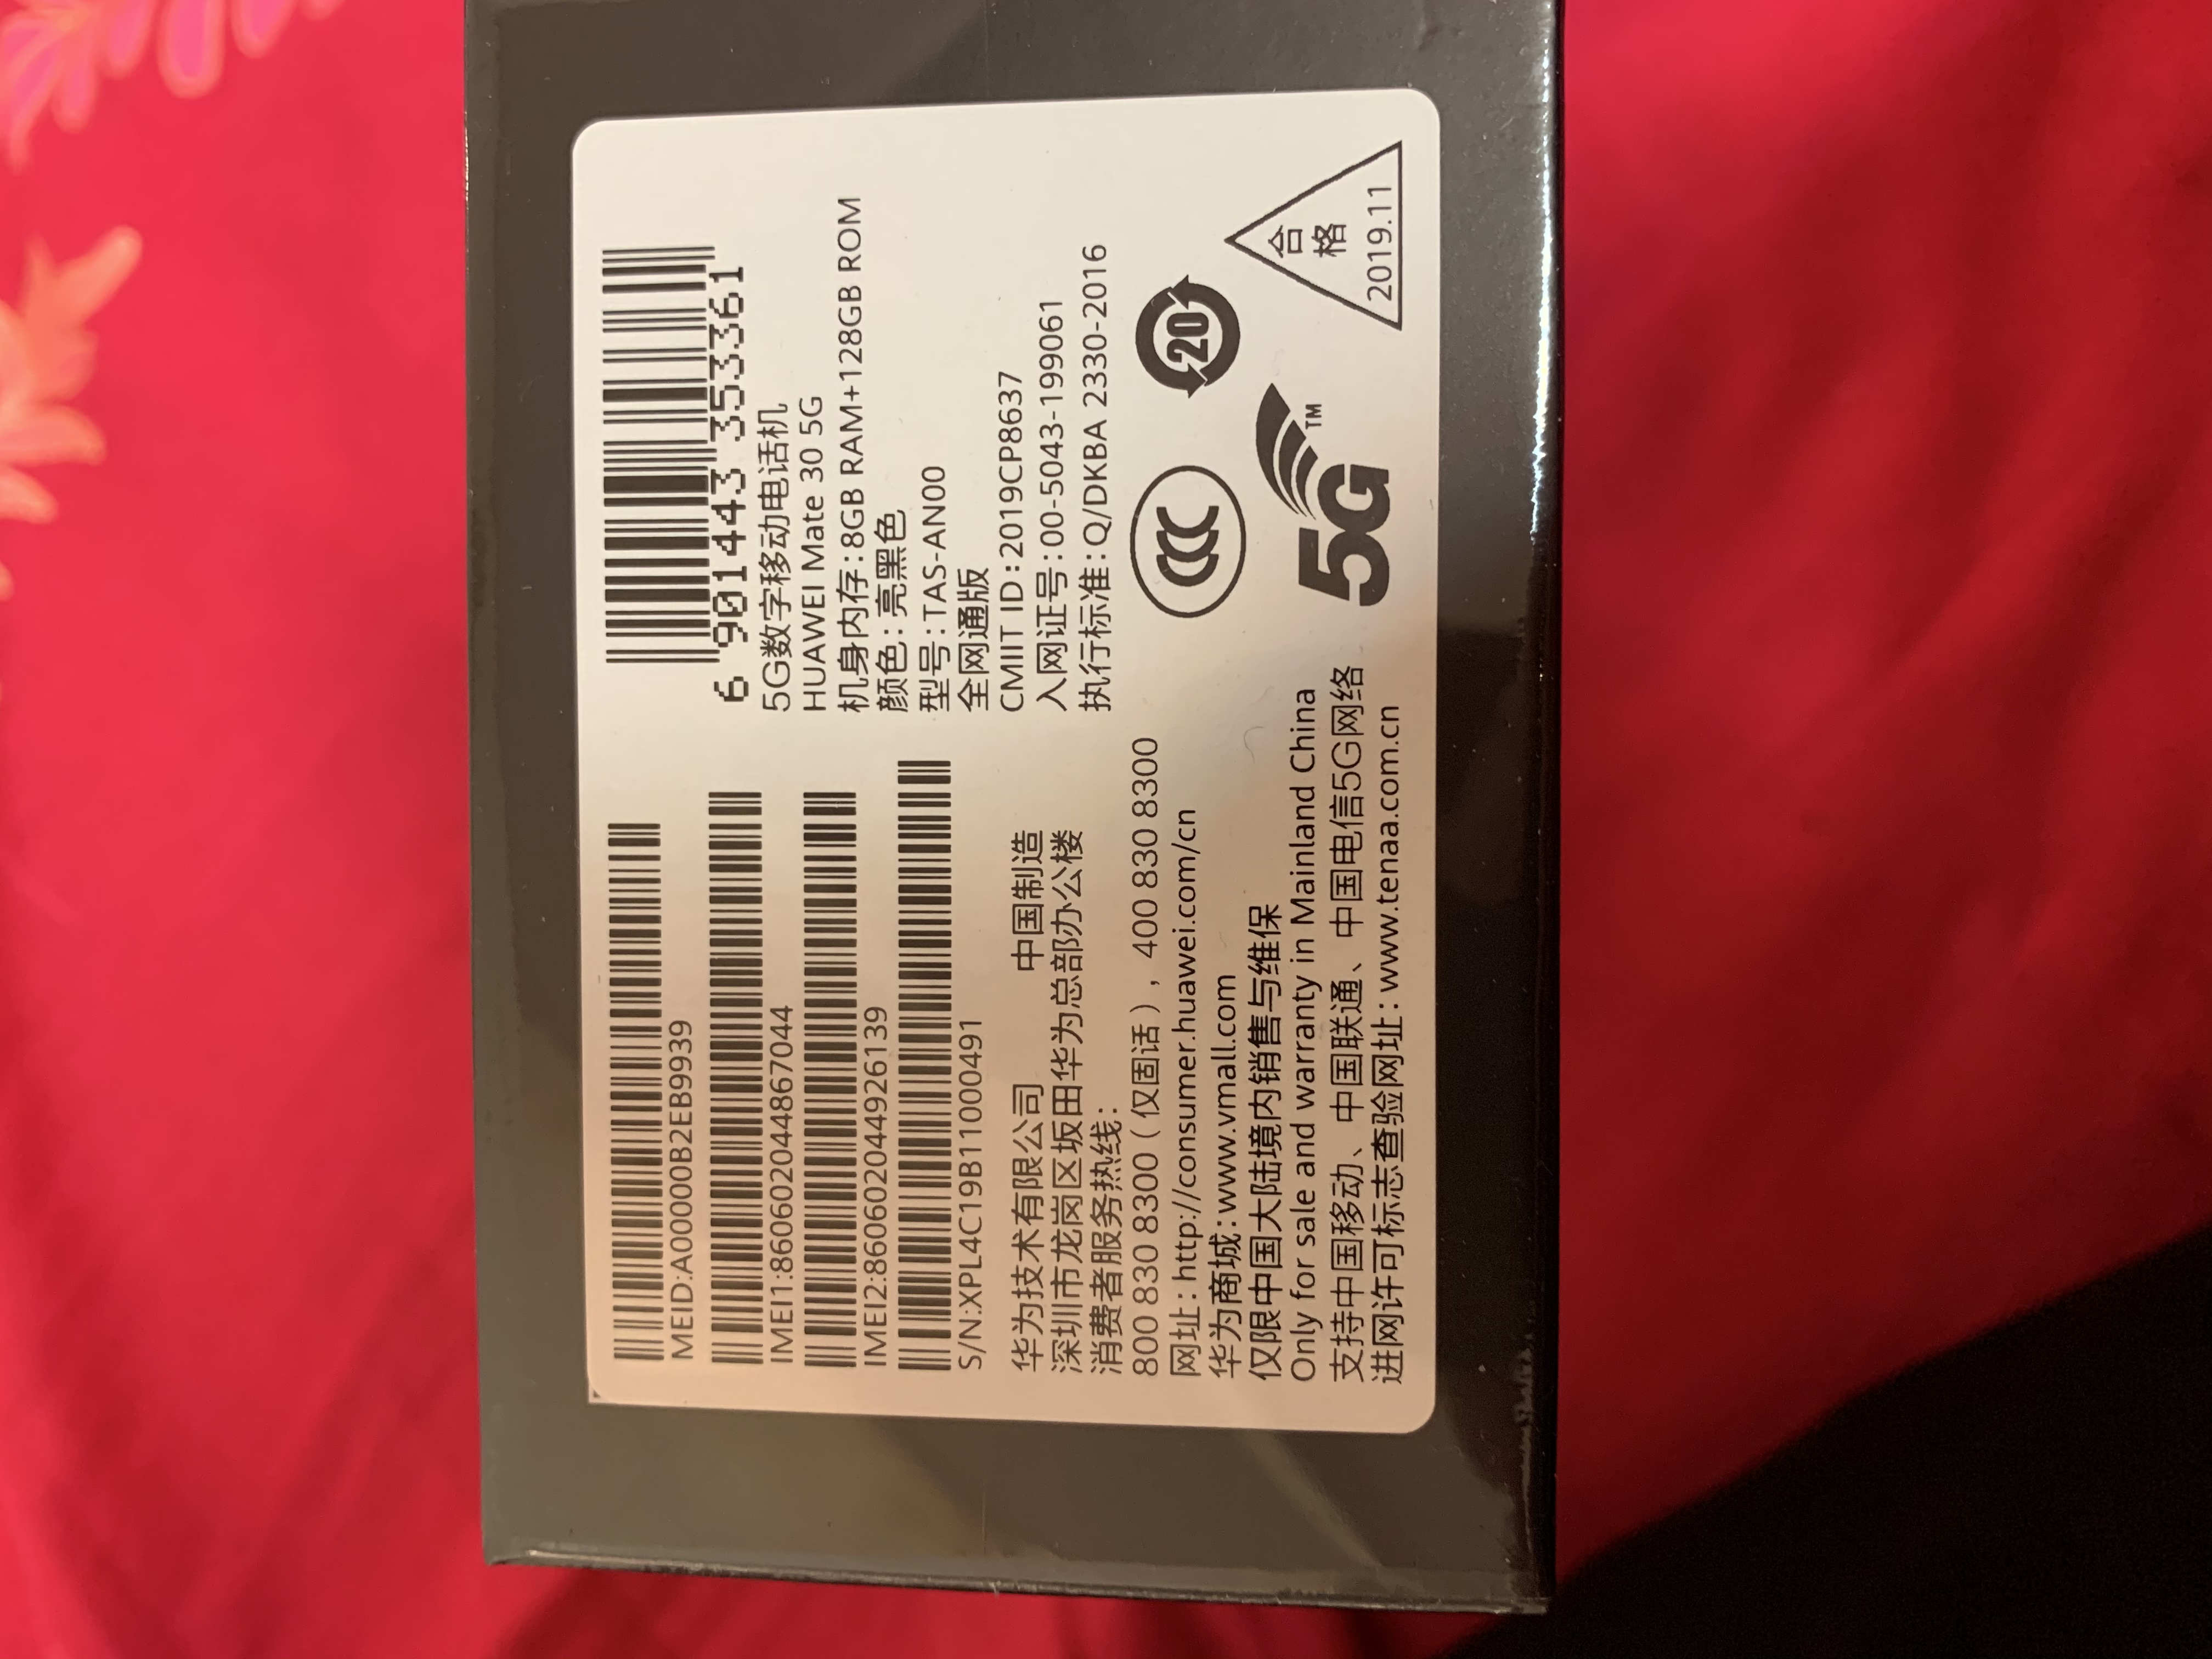 MEID:A00000B2EB9939
IMEI1:860602044867044
IMEI2:860602044926139
S/N:XPL4C19B11000491
华为技术有限公司 中国制造
深圳市龙岗区坂田华为总部办公楼
消费者服务热线：
800 830 8300（仅固话），400 830 8300
网址：http://consumer.huawei.com/cn
华为商城：www.vmall.com
仅限中国大陆境内销售与维保
Only for sale and warranty in Mainland China
支持中国移动、中国联通、中国电信5G网络
进网许可标志查验网址：www.tenaa.com.cn
6 901443 353361
5G数字移动电话机
HUAWEI Mate 30 5G
机身内存：8GB RAM+128GB ROM
颜色：亮黑色
型号：TAS-AN00
全网通版
CMIIT ID：2019CP8637
入网证号：00-5043-199061
执行标准：Q/DKBA 2330-2016
CCC
20
5G™
合
格
2019.11